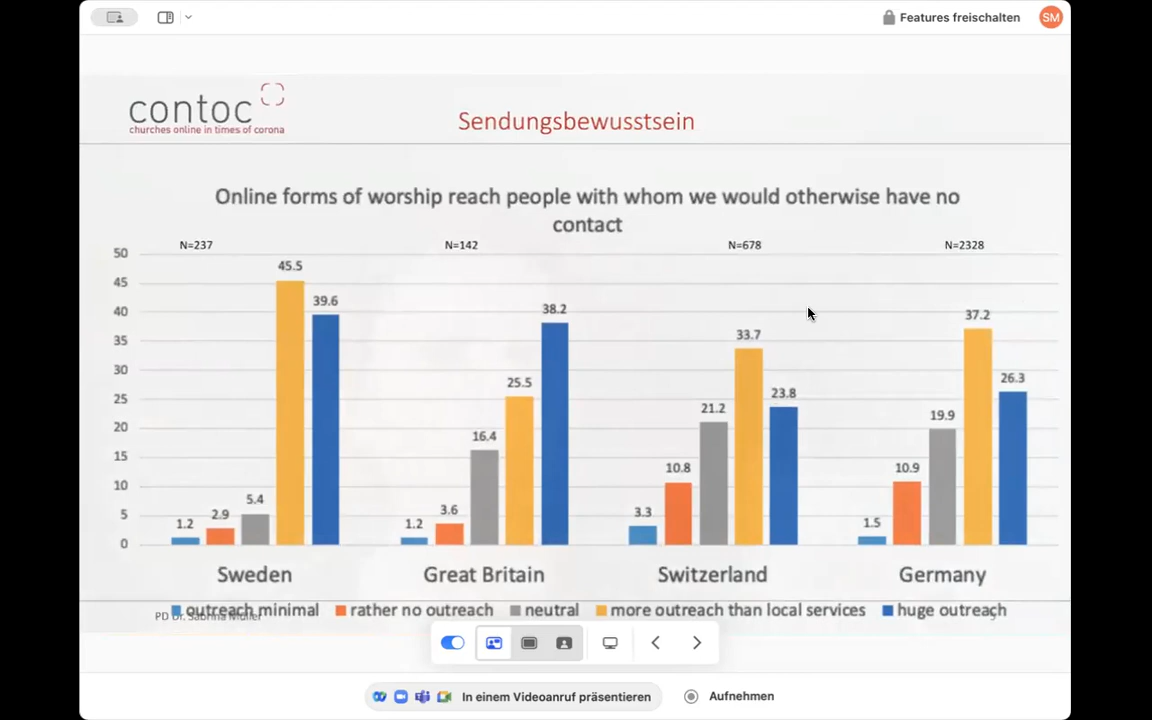 Features freischalten
SM
contoc
churches online in times of corona
Sendungsbewusstsein
Online forms of worship reach people with whom we would otherwise have no
contact
N=237 N=142 N=678 N=2328
50
45
40
35
30
25
20
15
10
5
0
1.2 2.9 5.4 45.5 39.6
1.2 3.6 16.4 25.5 38.2
3.3 10.8 21.2 33.7 23.8
1.5 10.9 19.9 37.2 26.3
Sweden Great Britain Switzerland Germany
outreach minimal rather no outreach neutral more outreach than local services huge outreach
PD Dr. Sabrina Müller
In einem Videoanruf präsentieren Aufnehmen